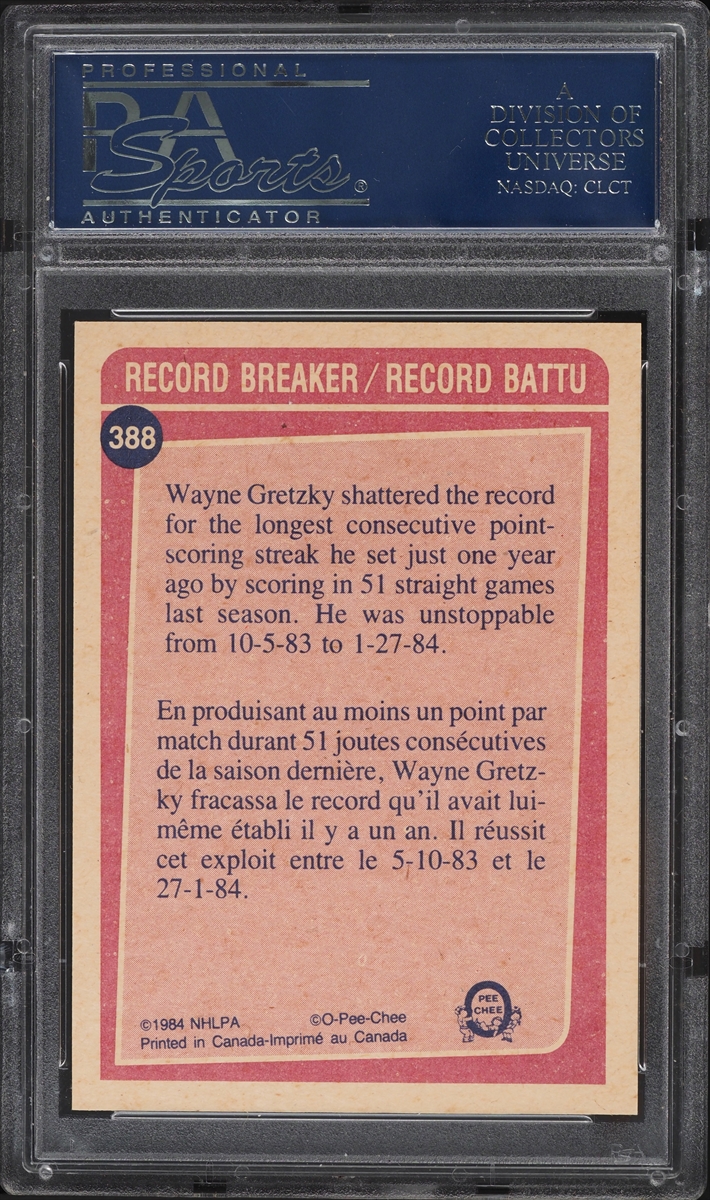 PROFESSIONAL
PSA
Sports®
AUTHENTICATOR
A
DIVISION OF
COLLECTORS
UNIVERSE
NASDAQ: CLCT
RECORD BREAKER / RECORD BATTU
388
Wayne Gretzky shattered the record
for the longest consecutive point-
scoring streak he set just one year
ago by scoring in 51 straight games
last season. He was unstoppable
from 10-5-83 to 1-27-84.
En produisant au moins un point par
match durant 51 joutes consécutives
de la saison dernière, Wayne Gretz-
ky fracassa le record qu'il avait lui-
même établi il y a un an. Il réussit
cet exploit entre le 5-10-83 et le
27-1-84.
©1984 NHLPA ©O-Pee-Chee
Printed in Canada-Imprimé au Canada
O
PEE
CHEE